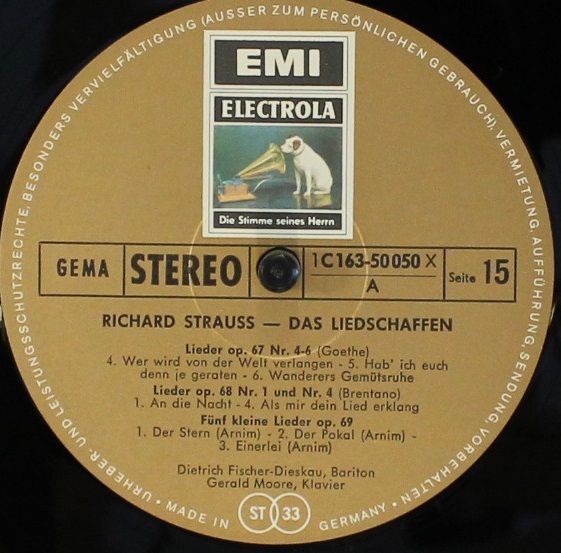 EMI
ELECTROLA
Die Stimme seines Herrn
GEMA
STEREO
1C 163-50 050 X
A
Seite 15
RICHARD STRAUSS — DAS LIEDSCHAFFEN
Lieder op. 67 Nr. 4-6 (Goethe)
4. Wer wird von der Welt verlangen - 5. Hab' ich euch
denn je geraten - 6. Wanderers Gemütsruhe
Lieder op. 68 Nr. 1 und Nr. 4 (Brentano)
1. An die Nacht - 4. Als mir dein Lied erklang
Fünf kleine Lieder op. 69
1. Der Stern (Arnim) - 2. Der Pokal (Arnim) -
3. Einerlei (Arnim)
Dietrich Fischer-Dieskau, Bariton
Gerald Moore, Klavier
ST 33
URHEBER- UND LEISTUNGSSCHUTZRECHTE, BESONDERS VERVIELFÄLTIGUNG (AUSSER ZUM PERSÖNLICHEN GEBRAUCH), VERMIETUNG, AUFFÜHRUNG, SENDUNG, VORBEHALTEN •
MADE IN GERMANY •